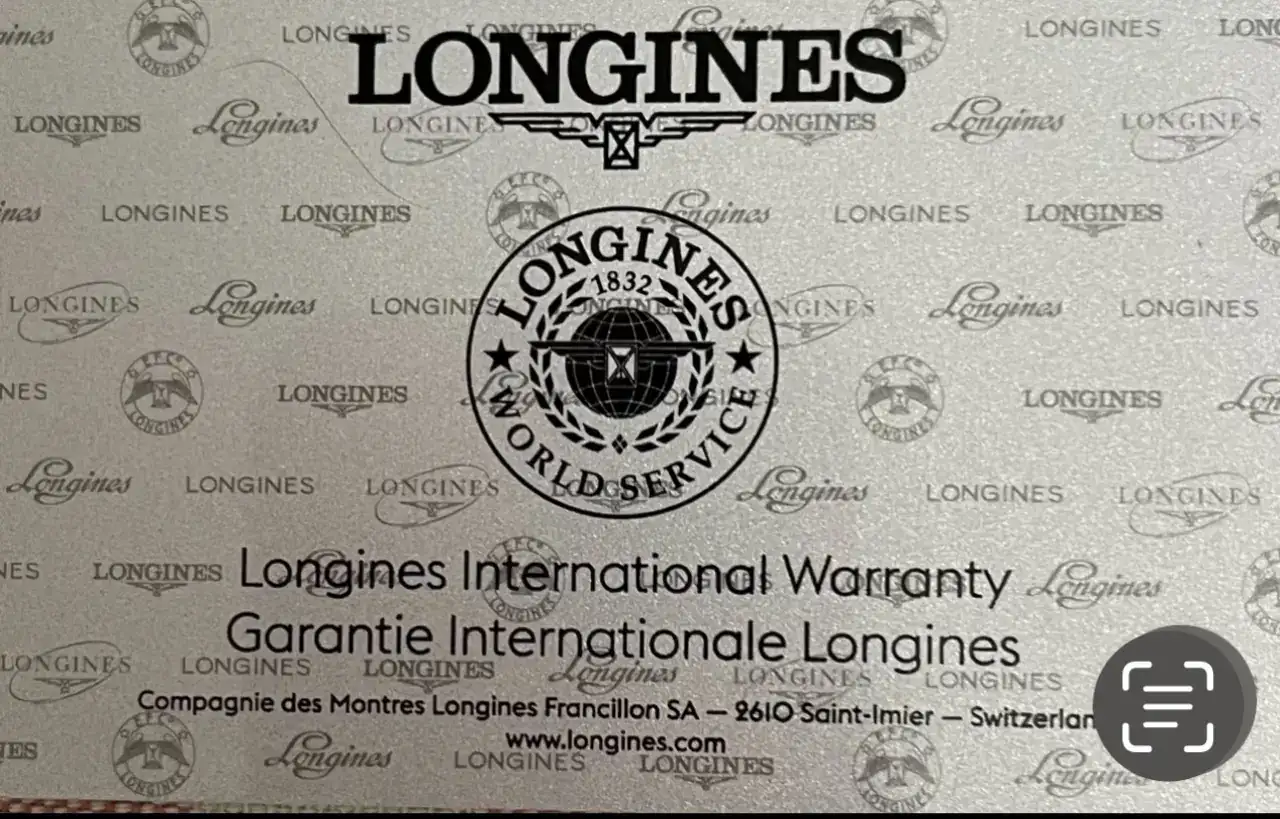 LONGINES
LONGINES
1832
WORLD SERVICE
Longines International Warranty
Garantie Internationale Longines
Compagnie des Montres Longines Francillon SA — 2610 Saint-Imier — Switzerlan
www.longines.com